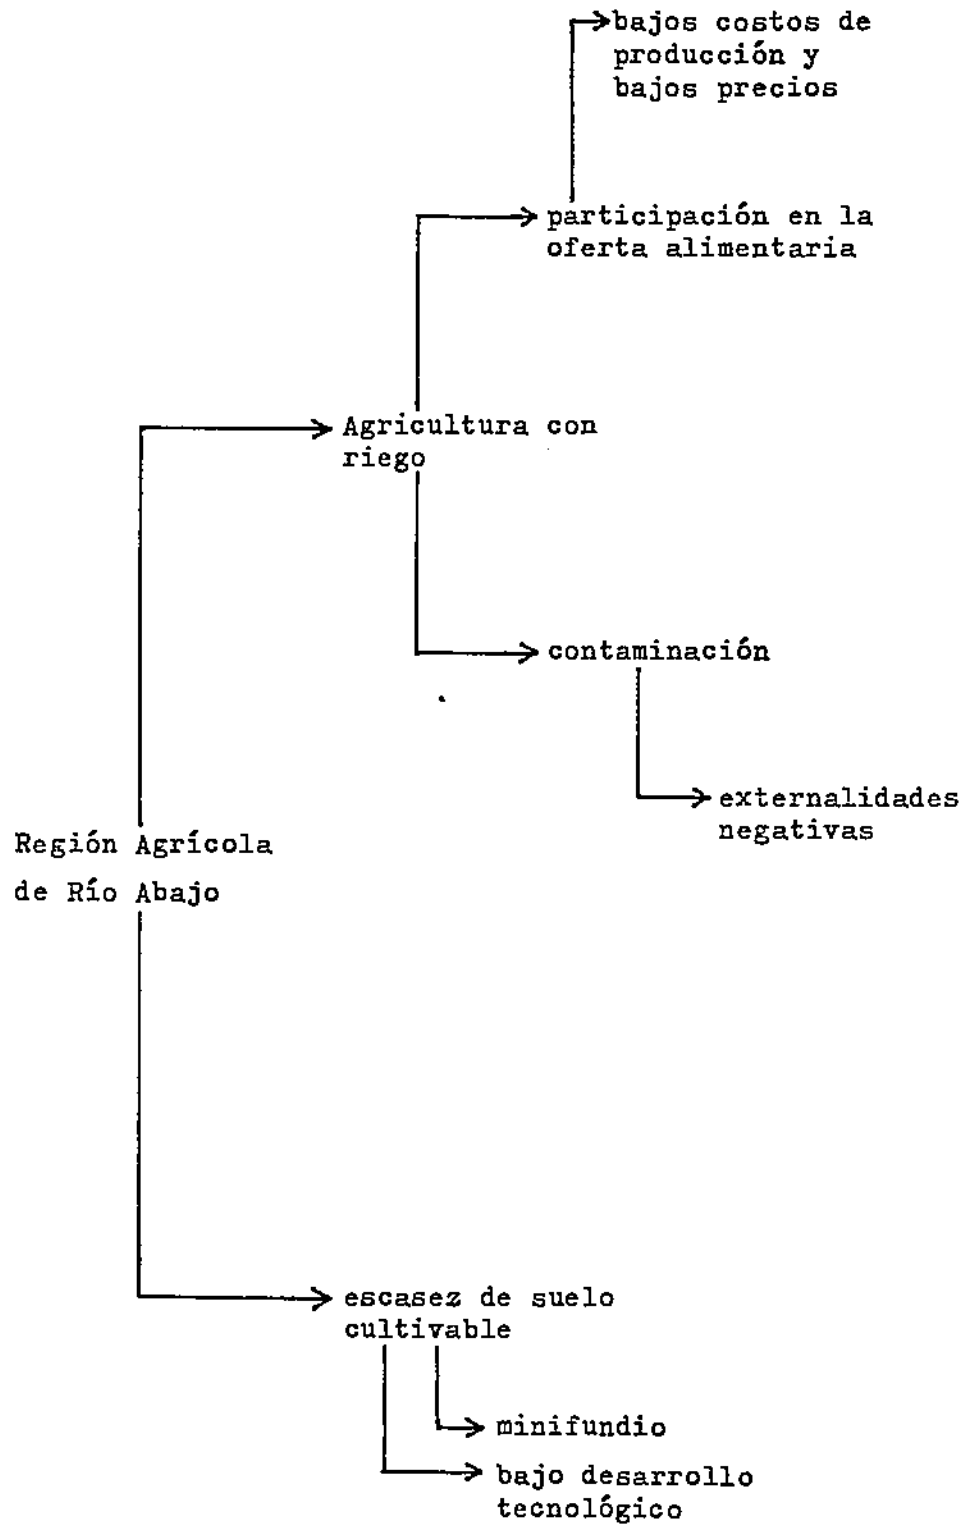 bajos costos de
producción y
bajos precios
participación en la
oferta alimentaria
Agricultura con
riego
contaminación
externalidades
negativas
Región Agrícola
de Río Abajo
escasez de suelo
cultivable
minifundio
bajo desarrollo
tecnológico